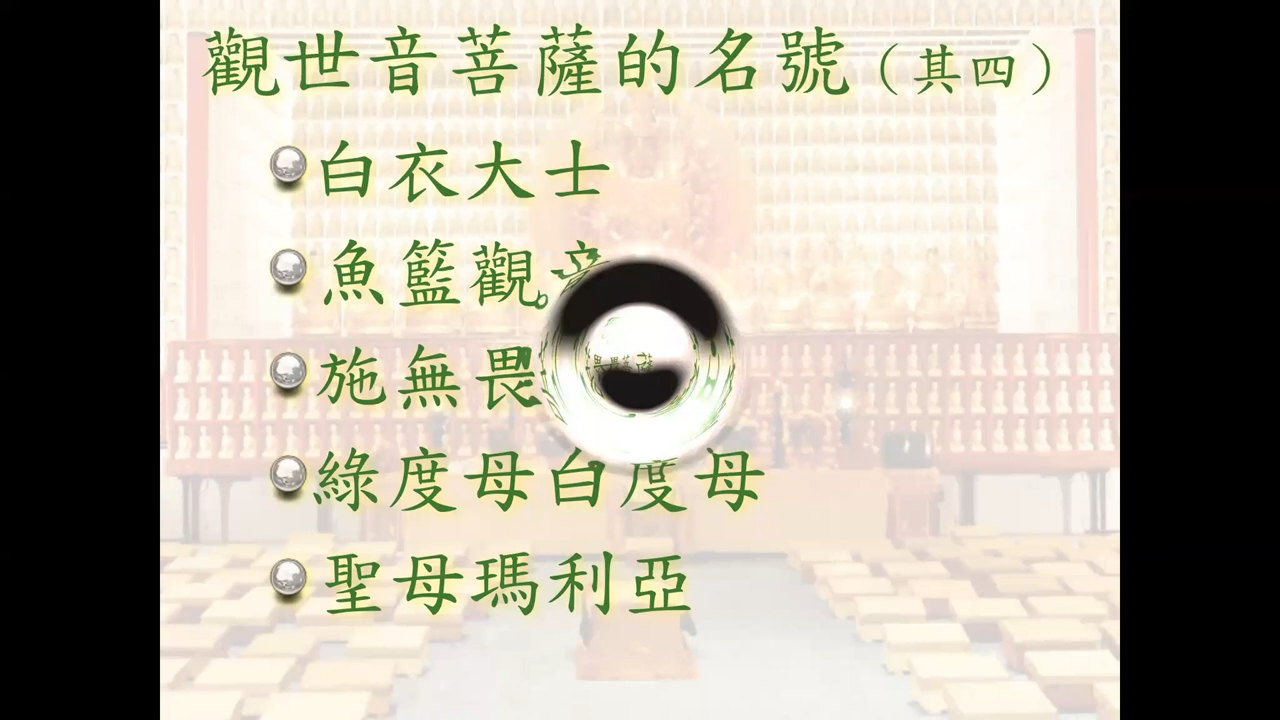 觀世音菩薩的名號（其四）
白衣大士
魚籃觀音
施無畏
綠度母白度母
聖母瑪利亞